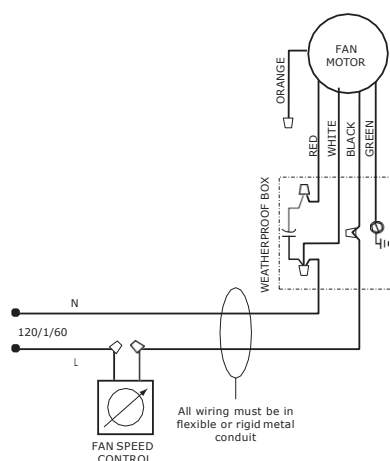 FAN
MOTOR
ORANGE
RED
WHITE
BLACK
GREEN
WEATHERPROOF BOX
N
120/1/60
L
All wiring must be in
flexible or rigid metal
conduit
FAN SPEED
CONTROL